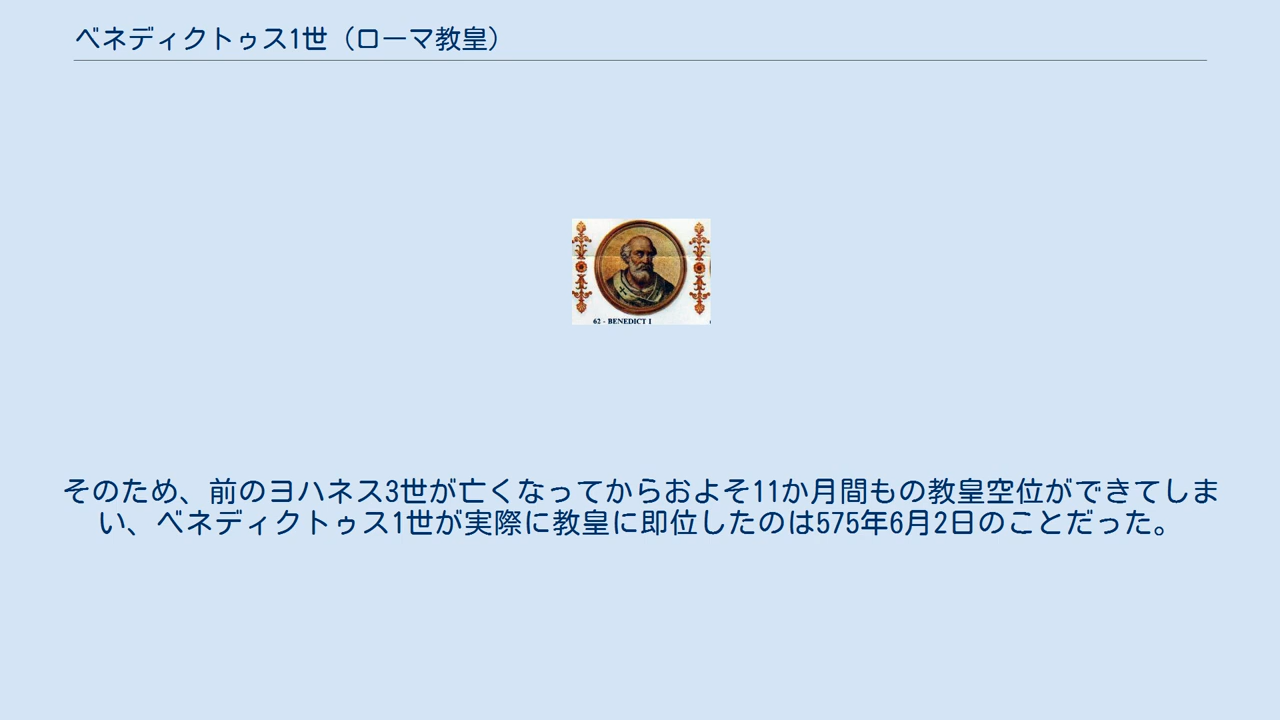 ベネディクトゥス1世（ローマ教皇）
62 - BENEDICT I
そのため、前のヨハネス3世が亡くなってからおよそ11か月間もの教皇空位ができてしま
い、ベネディクトゥス1世が実際に教皇に即位したのは575年6月2日のことだった。